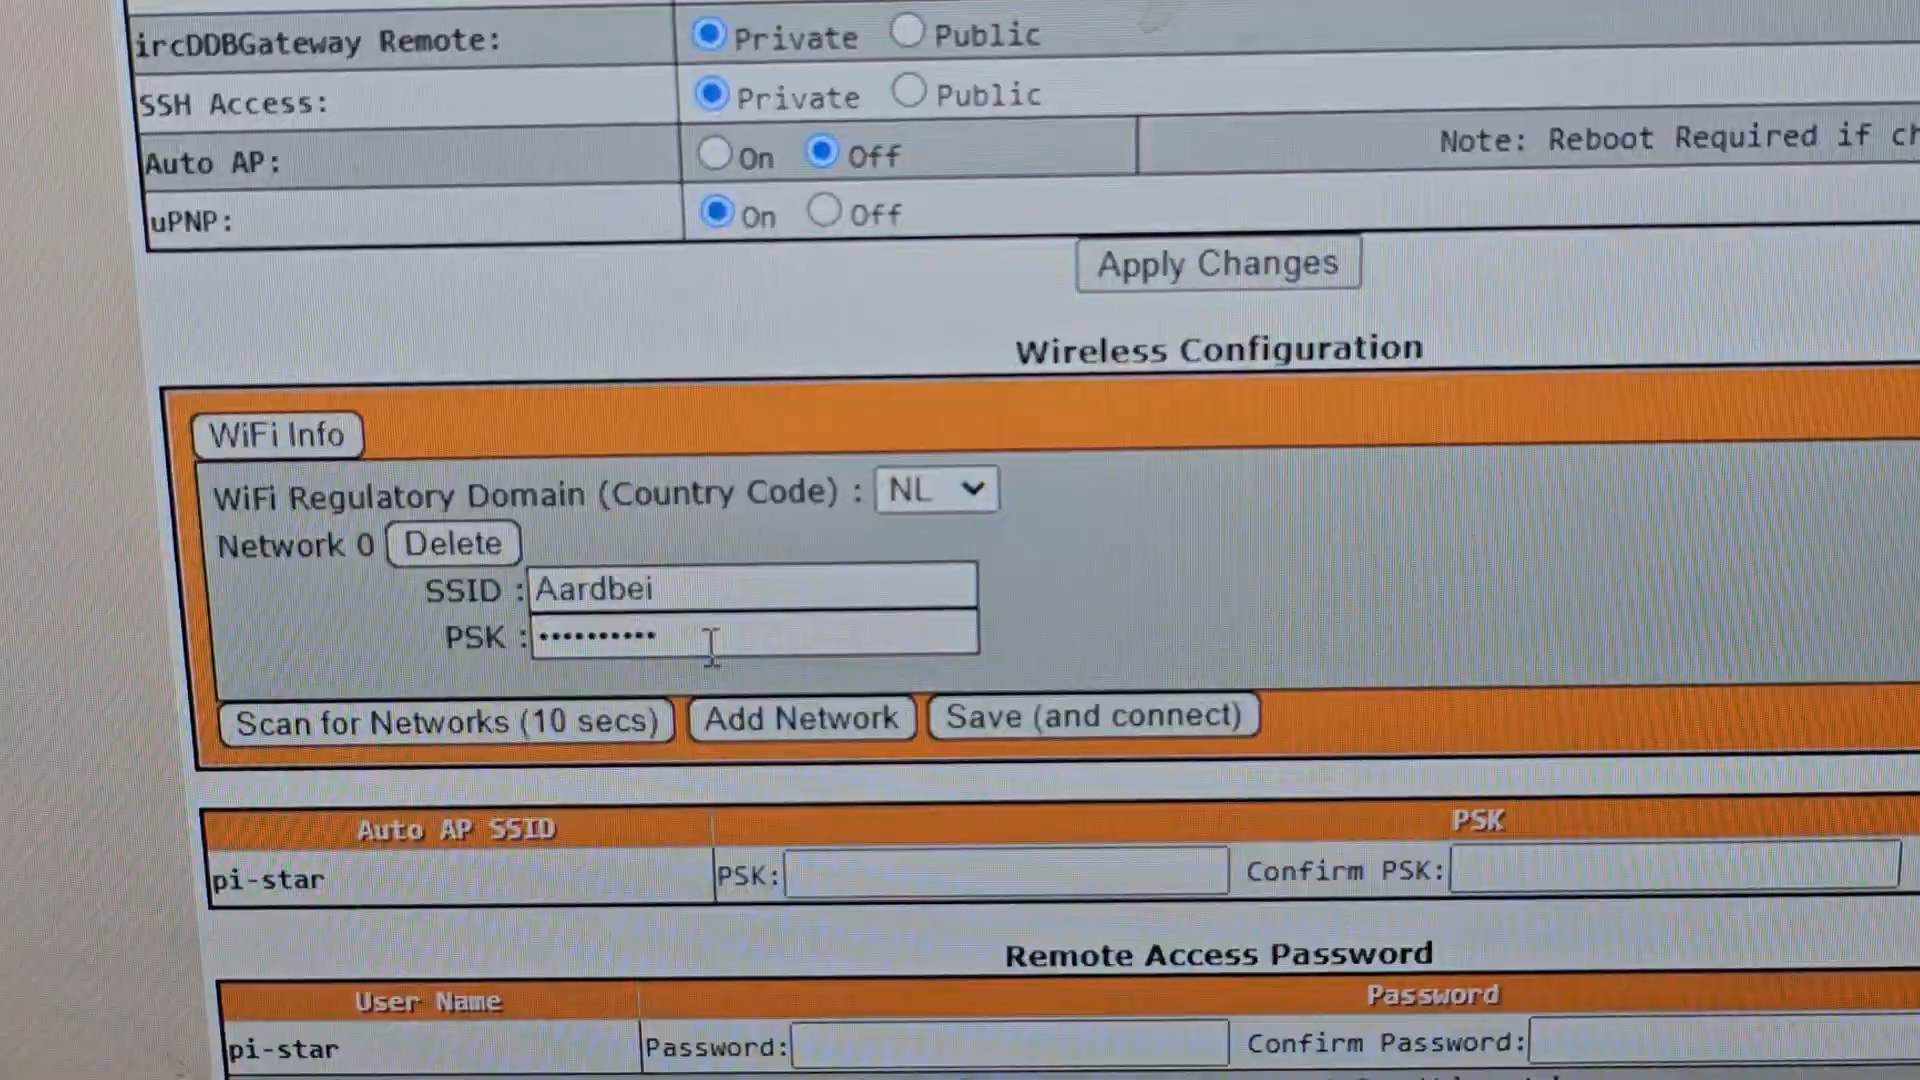 ircDDBGateway Remote: Private Public
SSH Access: Private Public
Auto AP: On Off Note: Reboot Required if ch
uPNP: On Off
Apply Changes
Wireless Configuration
WiFi Info
WiFi Regulatory Domain (Country Code) : NL
Network 0 Delete
SSID : Aardbei
PSK : ••••••••••
Scan for Networks (10 secs) Add Network Save (and connect)
Auto AP SSID PSK
pi-star PSK: Confirm PSK:
Remote Access Password
User Name Password
pi-star Password: Confirm Password: